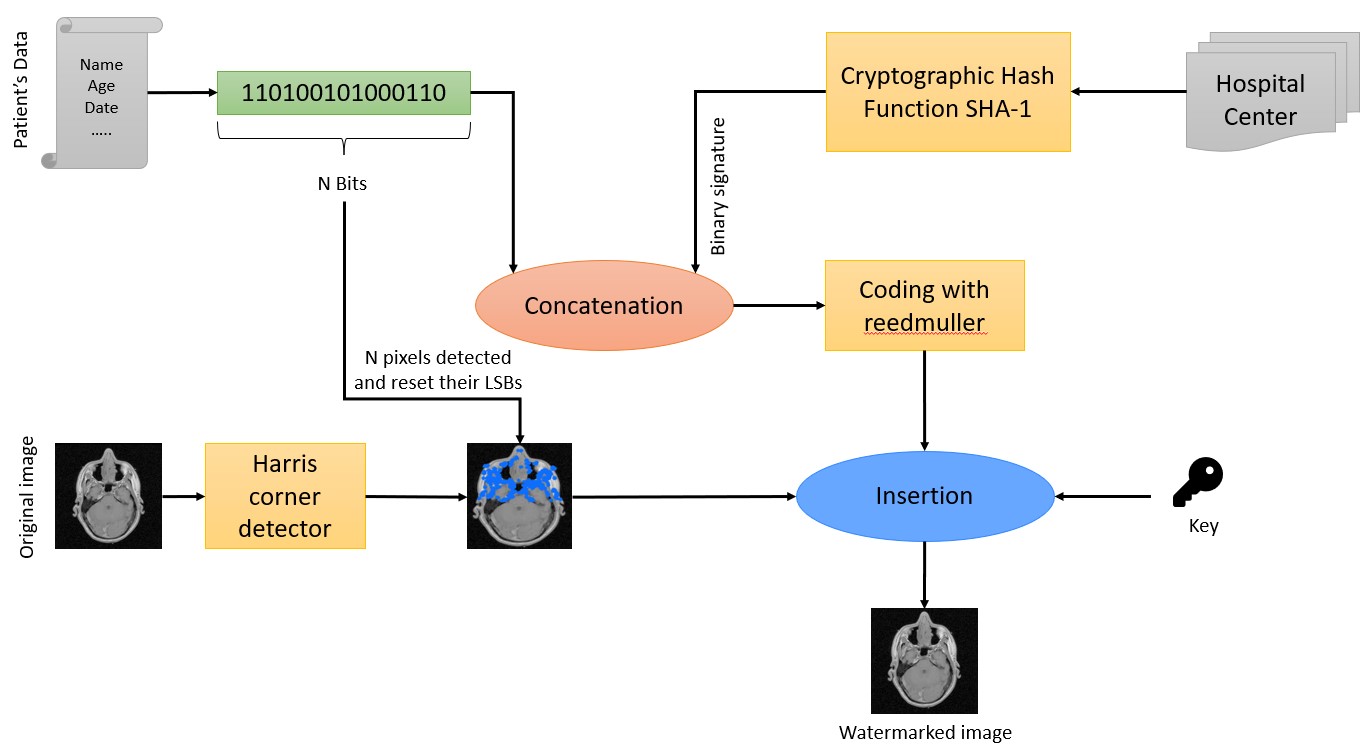 Patient's Data
Name
Age
Date
.....
110100101000110
N Bits
Cryptographic Hash
Function SHA-1
Hospital
Center
Binary signature
Concatenation
Coding with
reedmuller
N pixels detected
and reset their LSBs
Original image
Harris
corner
detector
Insertion
Key
Watermarked image